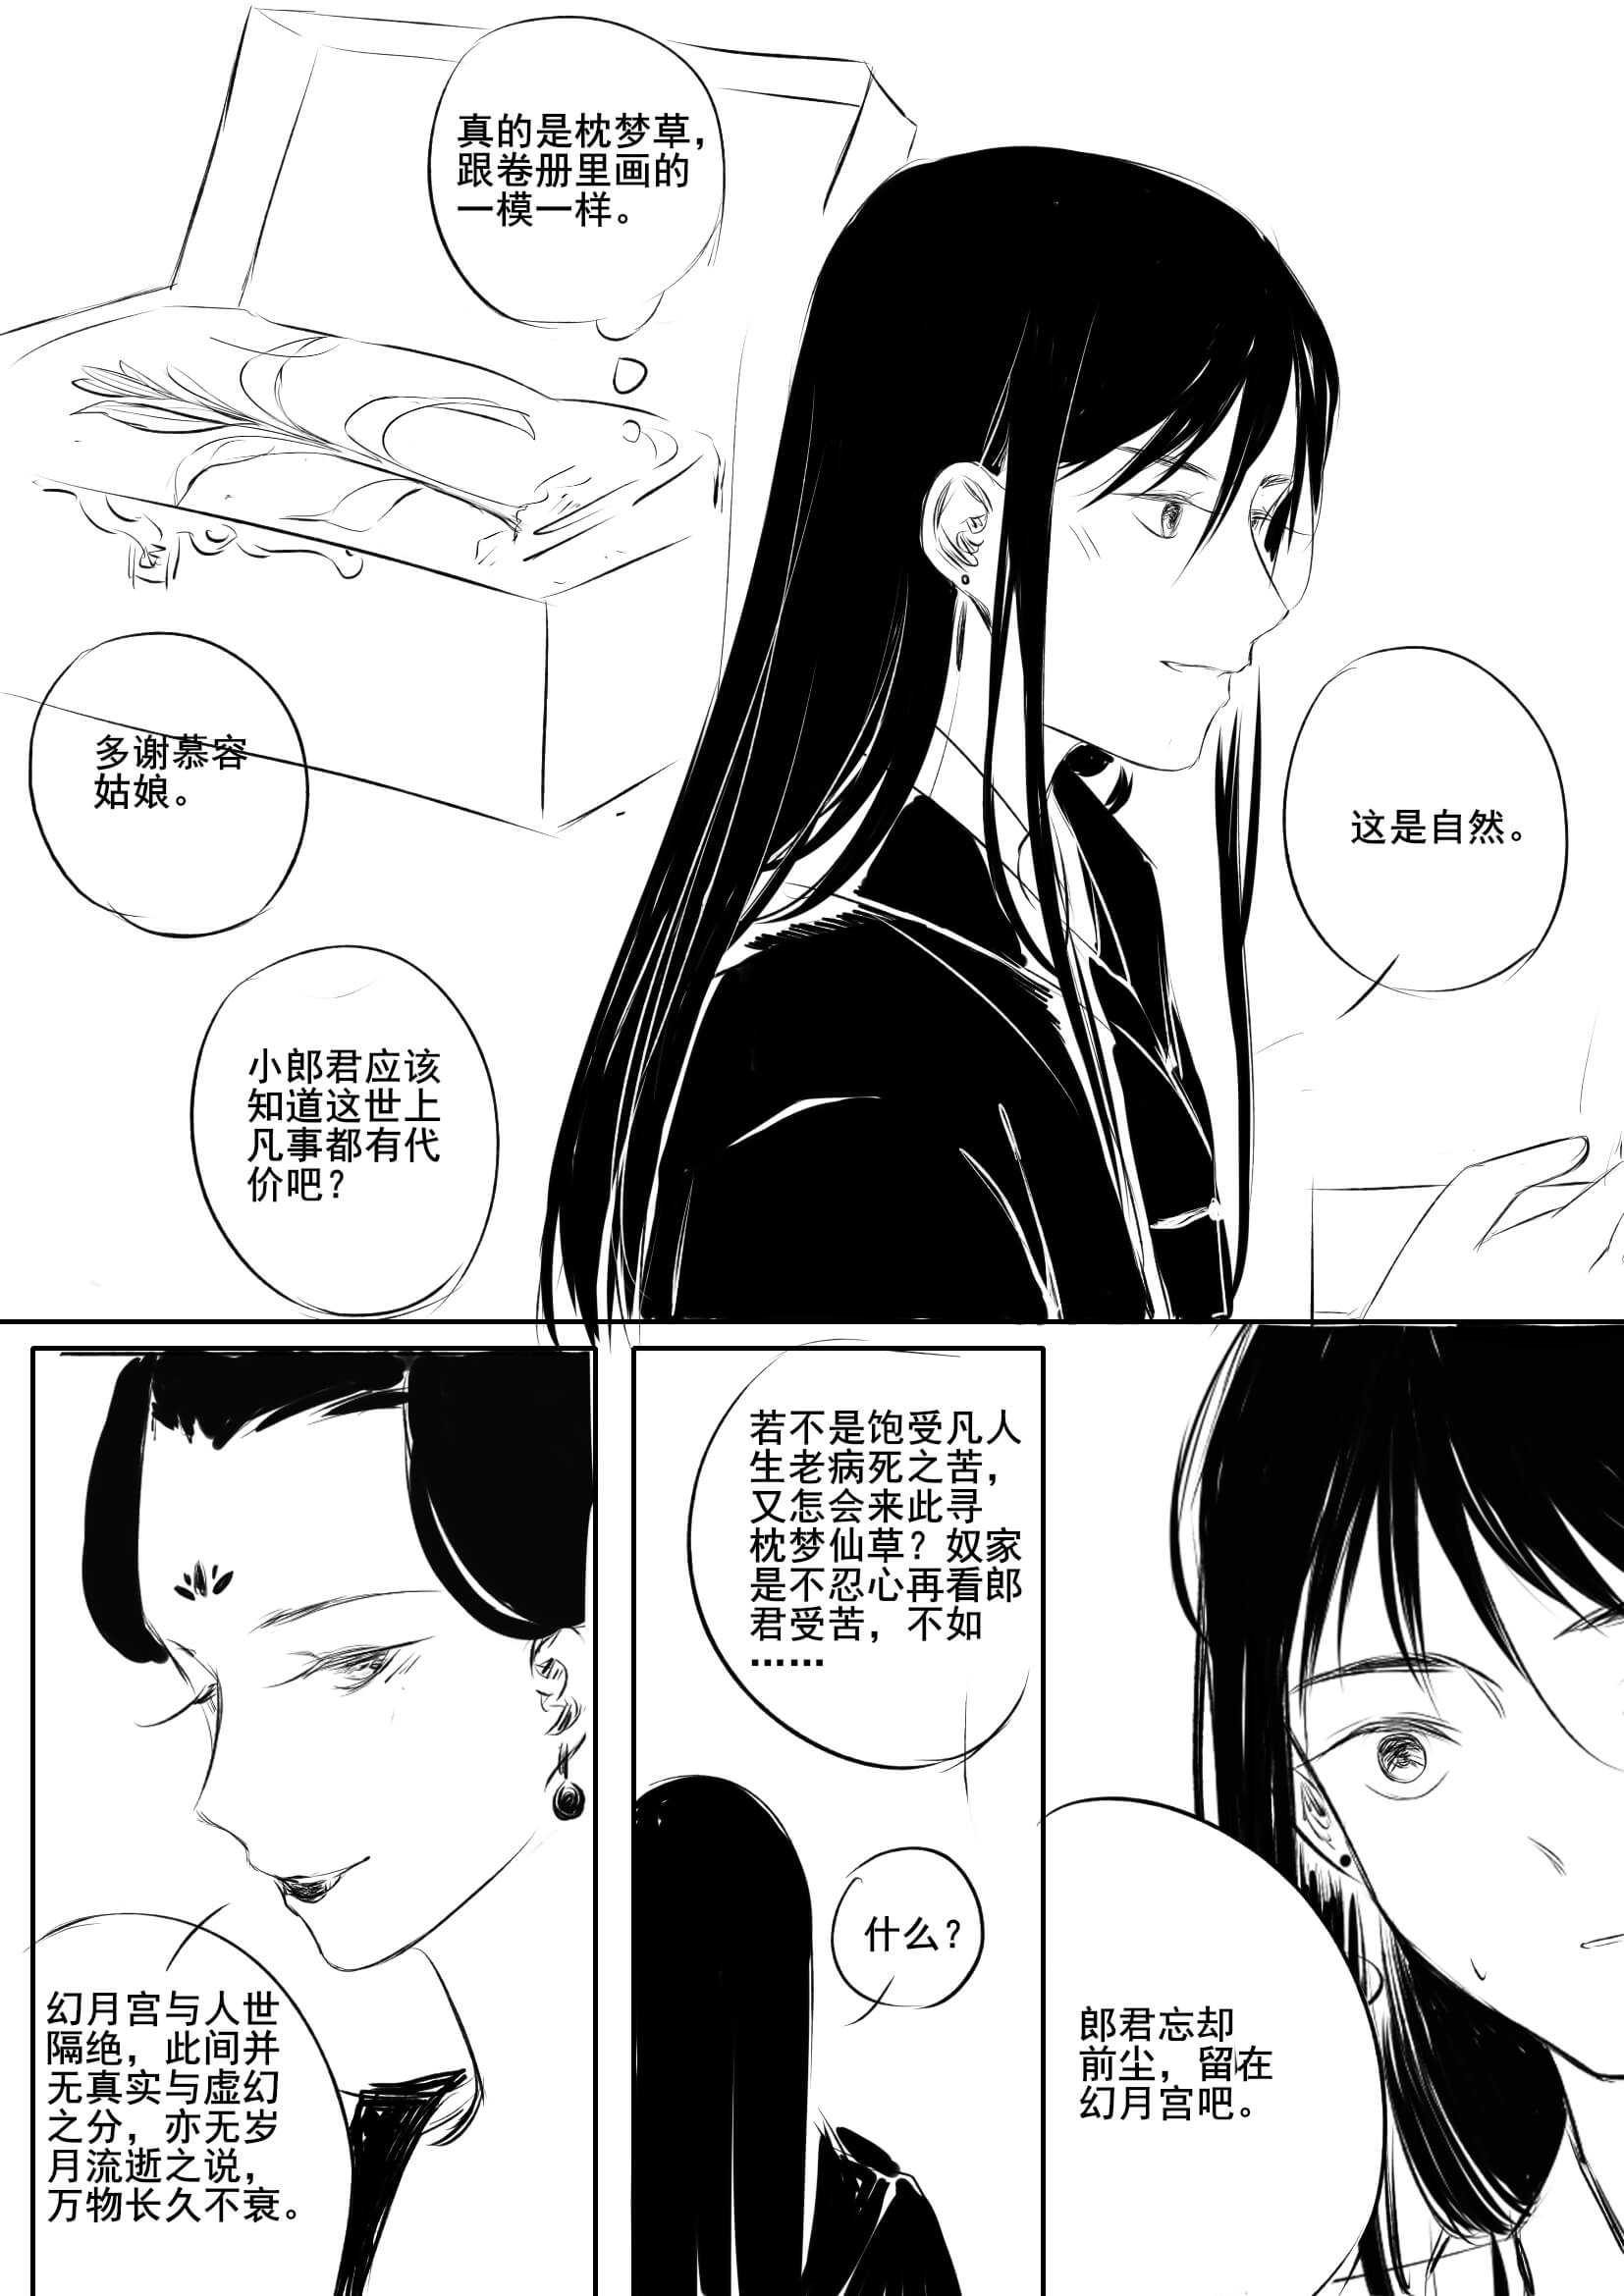 真的是枕梦草，
跟卷册里画的
一模一样。
多谢慕容
姑娘。
这是自然。
小郎君应该
知道这世上
凡事都有代
价吧？
幻月宫与人世
隔绝，此间并
无真实与虚幻
之分，亦无岁
月流逝之说，
万物长久不衰。
若不是饱受凡人
生老病死之苦，
又怎会来此寻
枕梦仙草？奴家
是不忍心再看郎
君受苦，不如
……
什么？
郎君忘却
前尘，留在
幻月宫吧。